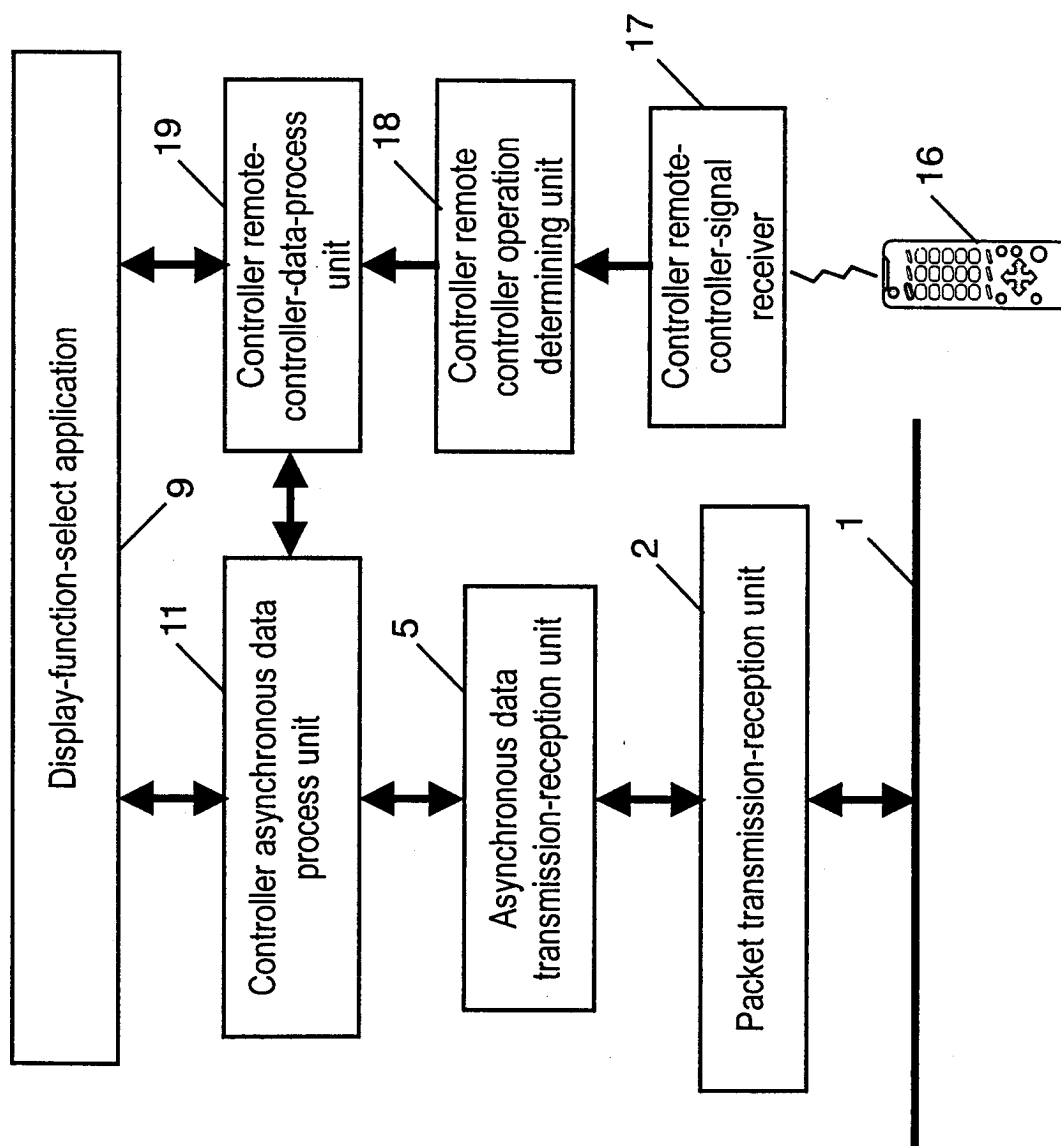 Display-function-select application
9
11
Controller asynchronous data
process unit
19
Controller remote-
controller-data-process
unit
5
Asynchronous data
transmission-reception unit
18
Controller remote
controller operation
determining unit
2
Packet transmission-reception unit
17
Controller remote-
controller-signal
receiver
1
16